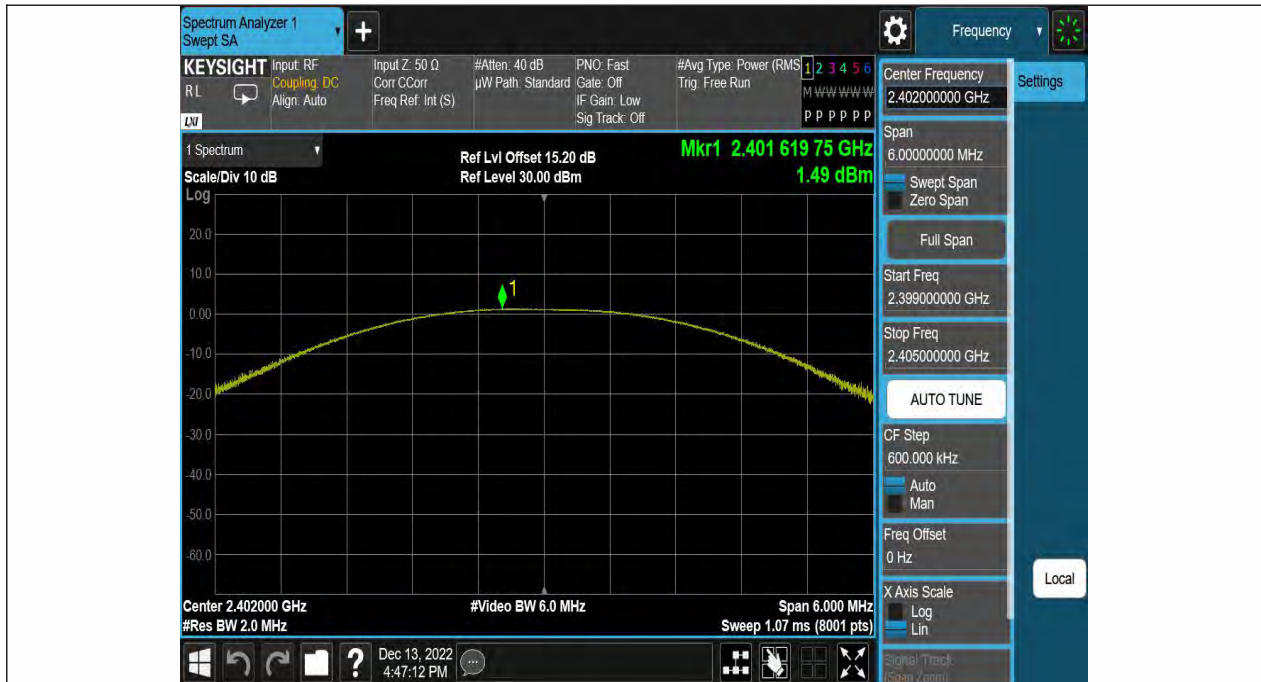 Spectrum Analyzer 1
Swept SA
+
Frequency
KEYSIGHT
RL
LXI
Input: RF
Coupling: DC
Align: Auto
Input Z: 50 Ω
Corr CCorr
Freq Ref: Int (S)
#Atten: 40 dB
µW Path: Standard
PNO: Fast
Gate: Off
IF Gain: Low
Sig Track: Off
#Avg Type: Power (RMS
Trig: Free Run
1 2 3 4 5 6
M W W W W W
P P P P P P
1 Spectrum
Scale/Div 10 dB
Ref Lvl Offset 15.20 dB
Ref Level 30.00 dBm
Mkr1 2.401 619 75 GHz
1.49 dBm
Log
20.0
10.0
0.00
-10.0
-20.0
-30.0
-40.0
-50.0
-60.0
1
Center 2.402000 GHz
#Res BW 2.0 MHz
#Video BW 6.0 MHz
Span 6.000 MHz
Sweep 1.07 ms (8001 pts)
?
Dec 13, 2022
4:47:12 PM
Center Frequency
2.402000000 GHz
Span
6.00000000 MHz
Swept Span
Zero Span
Full Span
Start Freq
2.399000000 GHz
Stop Freq
2.405000000 GHz
AUTO TUNE
CF Step
600.000 kHz
Auto
Man
Freq Offset
0 Hz
X Axis Scale
Log
Lin
Signal Track
(Span Zoom)
Settings
Local